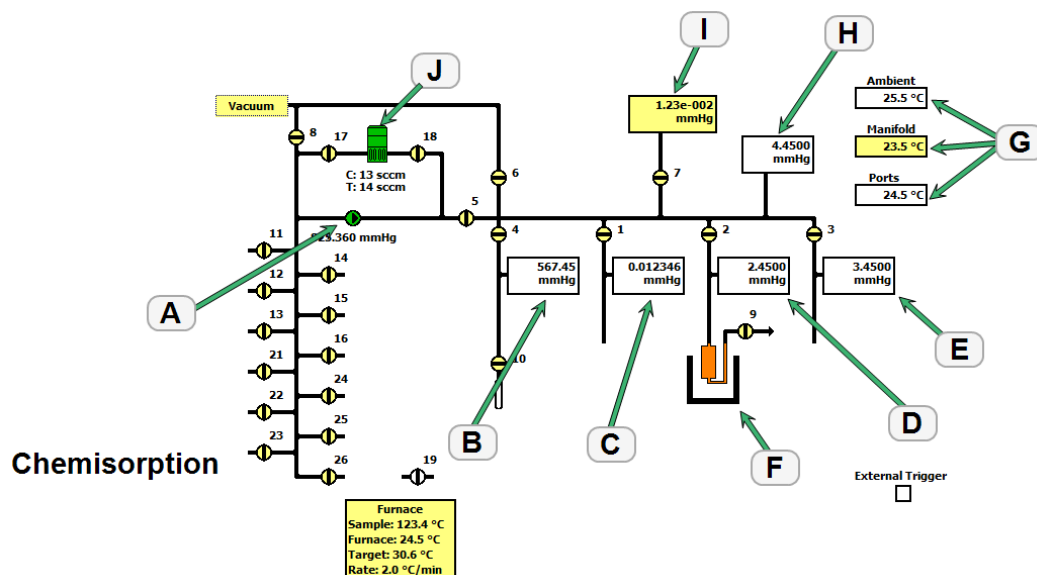 I
H
J
Ambient
25.5 °C
Vacuum
1.23e-002
mmHg
8
17
18
4.4500
mmHg
Manifold
23.5 °C
G
C: 13 sccm
T: 14 sccm
6
7
Ports
24.5 °C
5
mmHg
11
4
1
2
3
14
12
567.45
mmHg
0.012346
mmHg
2.4500
mmHg
3.4500
mmHg
A
15
13
9
16
E
21
10
24
22
D
25
B
C
23
F
Chemisorption
26
19
External Trigger
Furnace
Sample: 123.4 °C
Furnace: 24.5 °C
Target: 30.6 °C
Rate: 2.0 °C/min